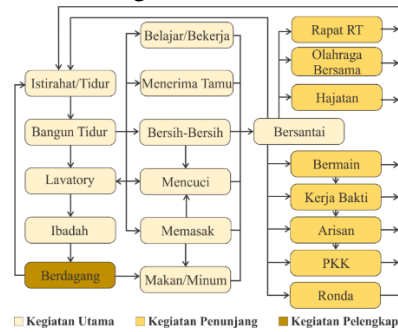 Istirahat/Tidur
Bangun Tidur
Lavatory
Ibadah
Berdagang
Belajar/Bekerja
Menerima Tamu
Bersih-Bersih
Mencuci
Memasak
Makan/Minum
Bersantai
Rapat RT
Olahraga
Bersama
Hajatan
Bermain
Kerja Bakti
Arisan
PKK
Ronda
Kegiatan Utama
Kegiatan Penunjang
Kegiatan Pelengkap